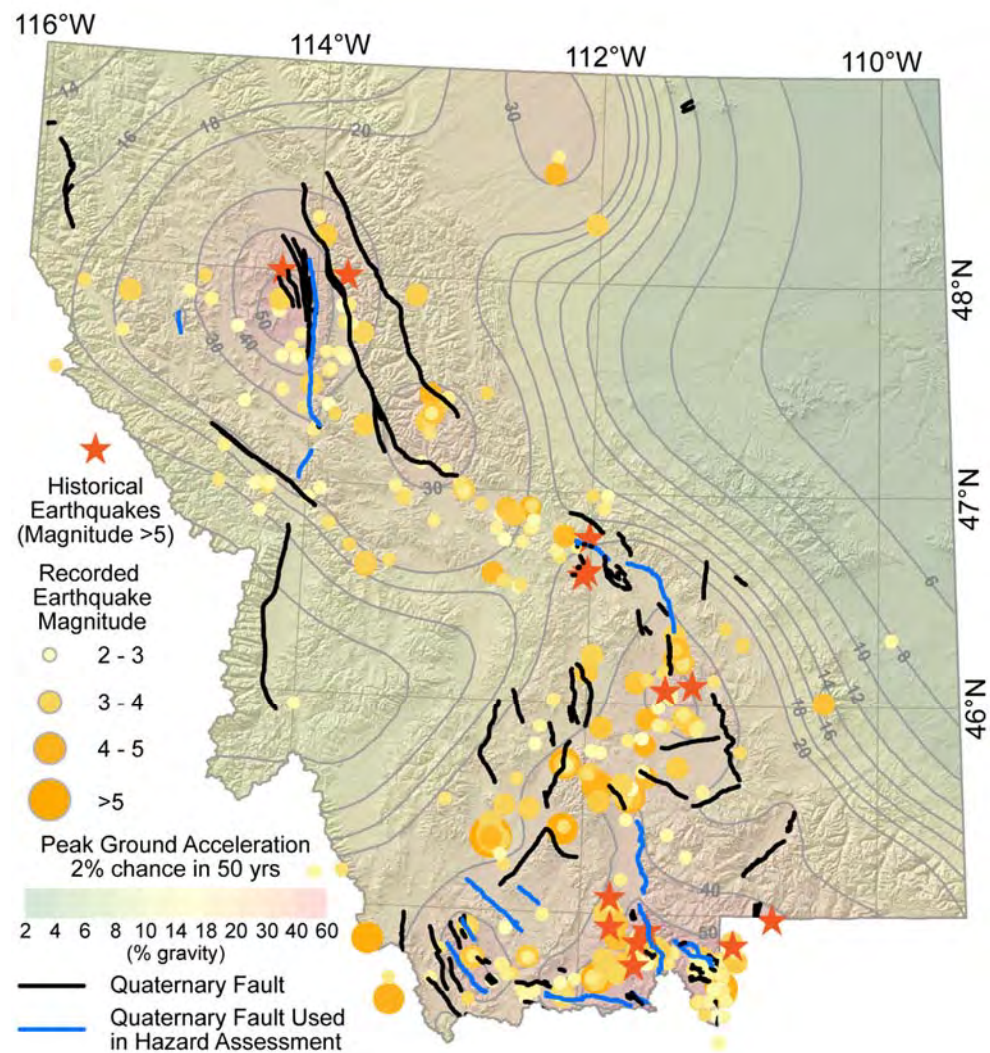 116°W
114°W
112°W
110°W
14
16
18
20
30
48°N
50
40
30
30
47°N
6
8
10
12
14
16
18
20
46°N
40
50
Historical
Earthquakes
(Magnitude >5)
Recorded
Earthquake
Magnitude
2 - 3
3 - 4
4 - 5
>5
Peak Ground Acceleration
2% chance in 50 yrs
2 4 6 8 10 12 14 16 18 20 30 40 60
(% gravity)
Quaternary Fault
Quaternary Fault Used
in Hazard Assessment